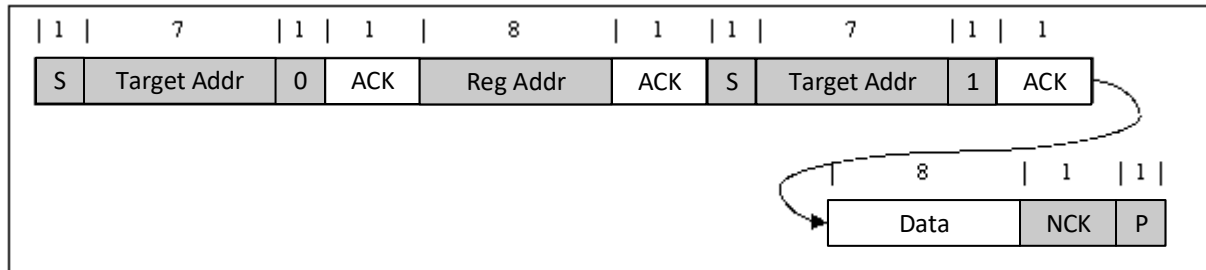 | 1 | 7 | 1 | 1 | 8 | 1 | 1 | 7 | 1 | 1
S Target Addr 0 ACK Reg Addr ACK S Target Addr 1 ACK
| 8 | 1 | 1 |
Data NCK P